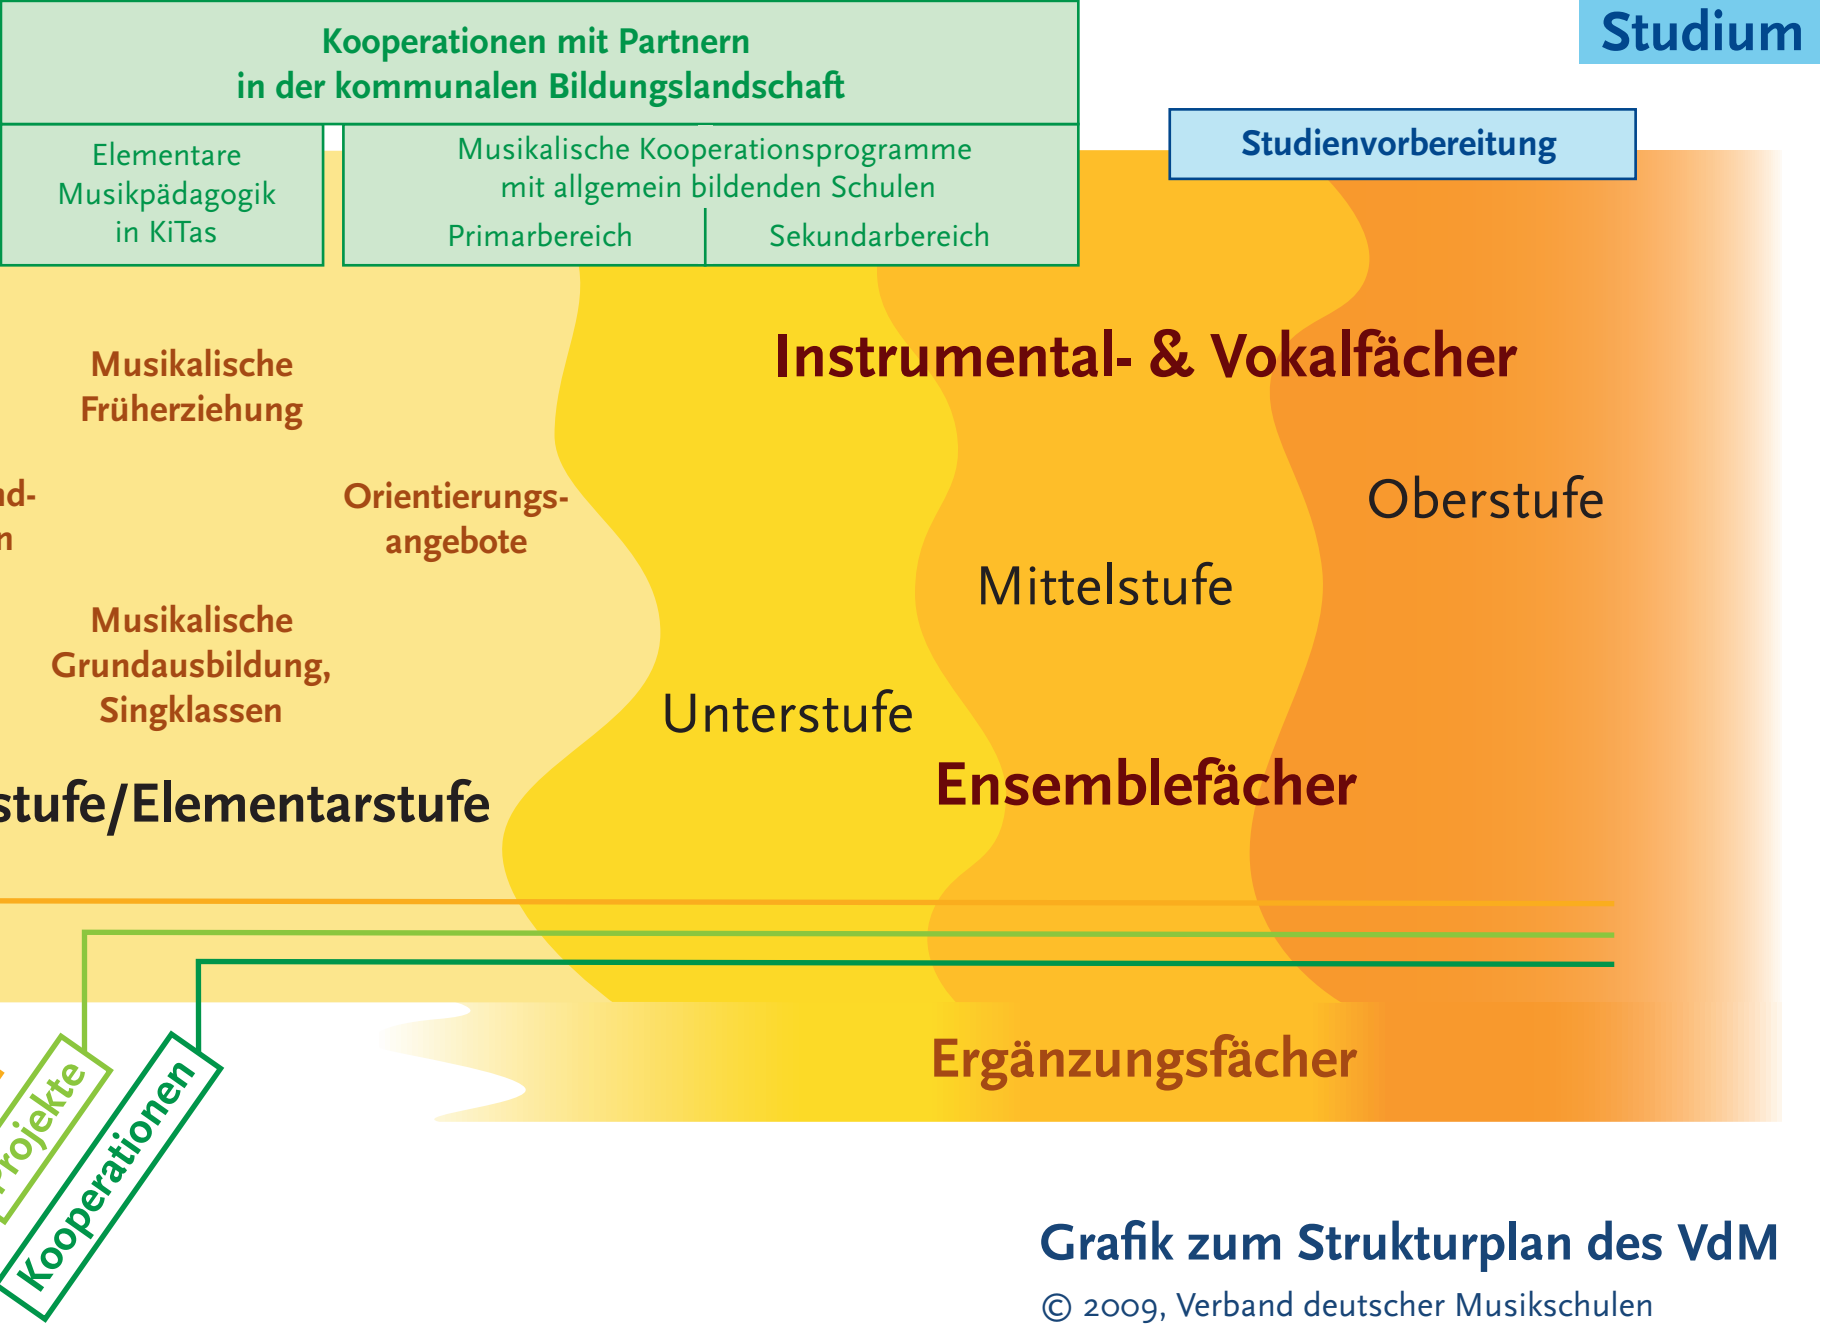 Studium
Kooperationen mit Partnern
in der kommunalen Bildungslandschaft
Studienvorbereitung
Elementare
Musikpädagogik
in KiTas
Musikalische Kooperationsprogramme
mit allgemein bildenden Schulen
Primarbereich
Sekundarbereich
Instrumental- & Vokalfächer
Musikalische
Früherziehung
Orientierungs-
angebote
Oberstufe
Mittelstufe
Musikalische
Grundausbildung,
Singklassen
Unterstufe
Ensemblefächer
stufe/Elementarstufe
Ergänzungsfächer
Projekte
Kooperationen
Grafik zum Strukturplan des VdM
© 2009, Verband deutscher Musikschulen